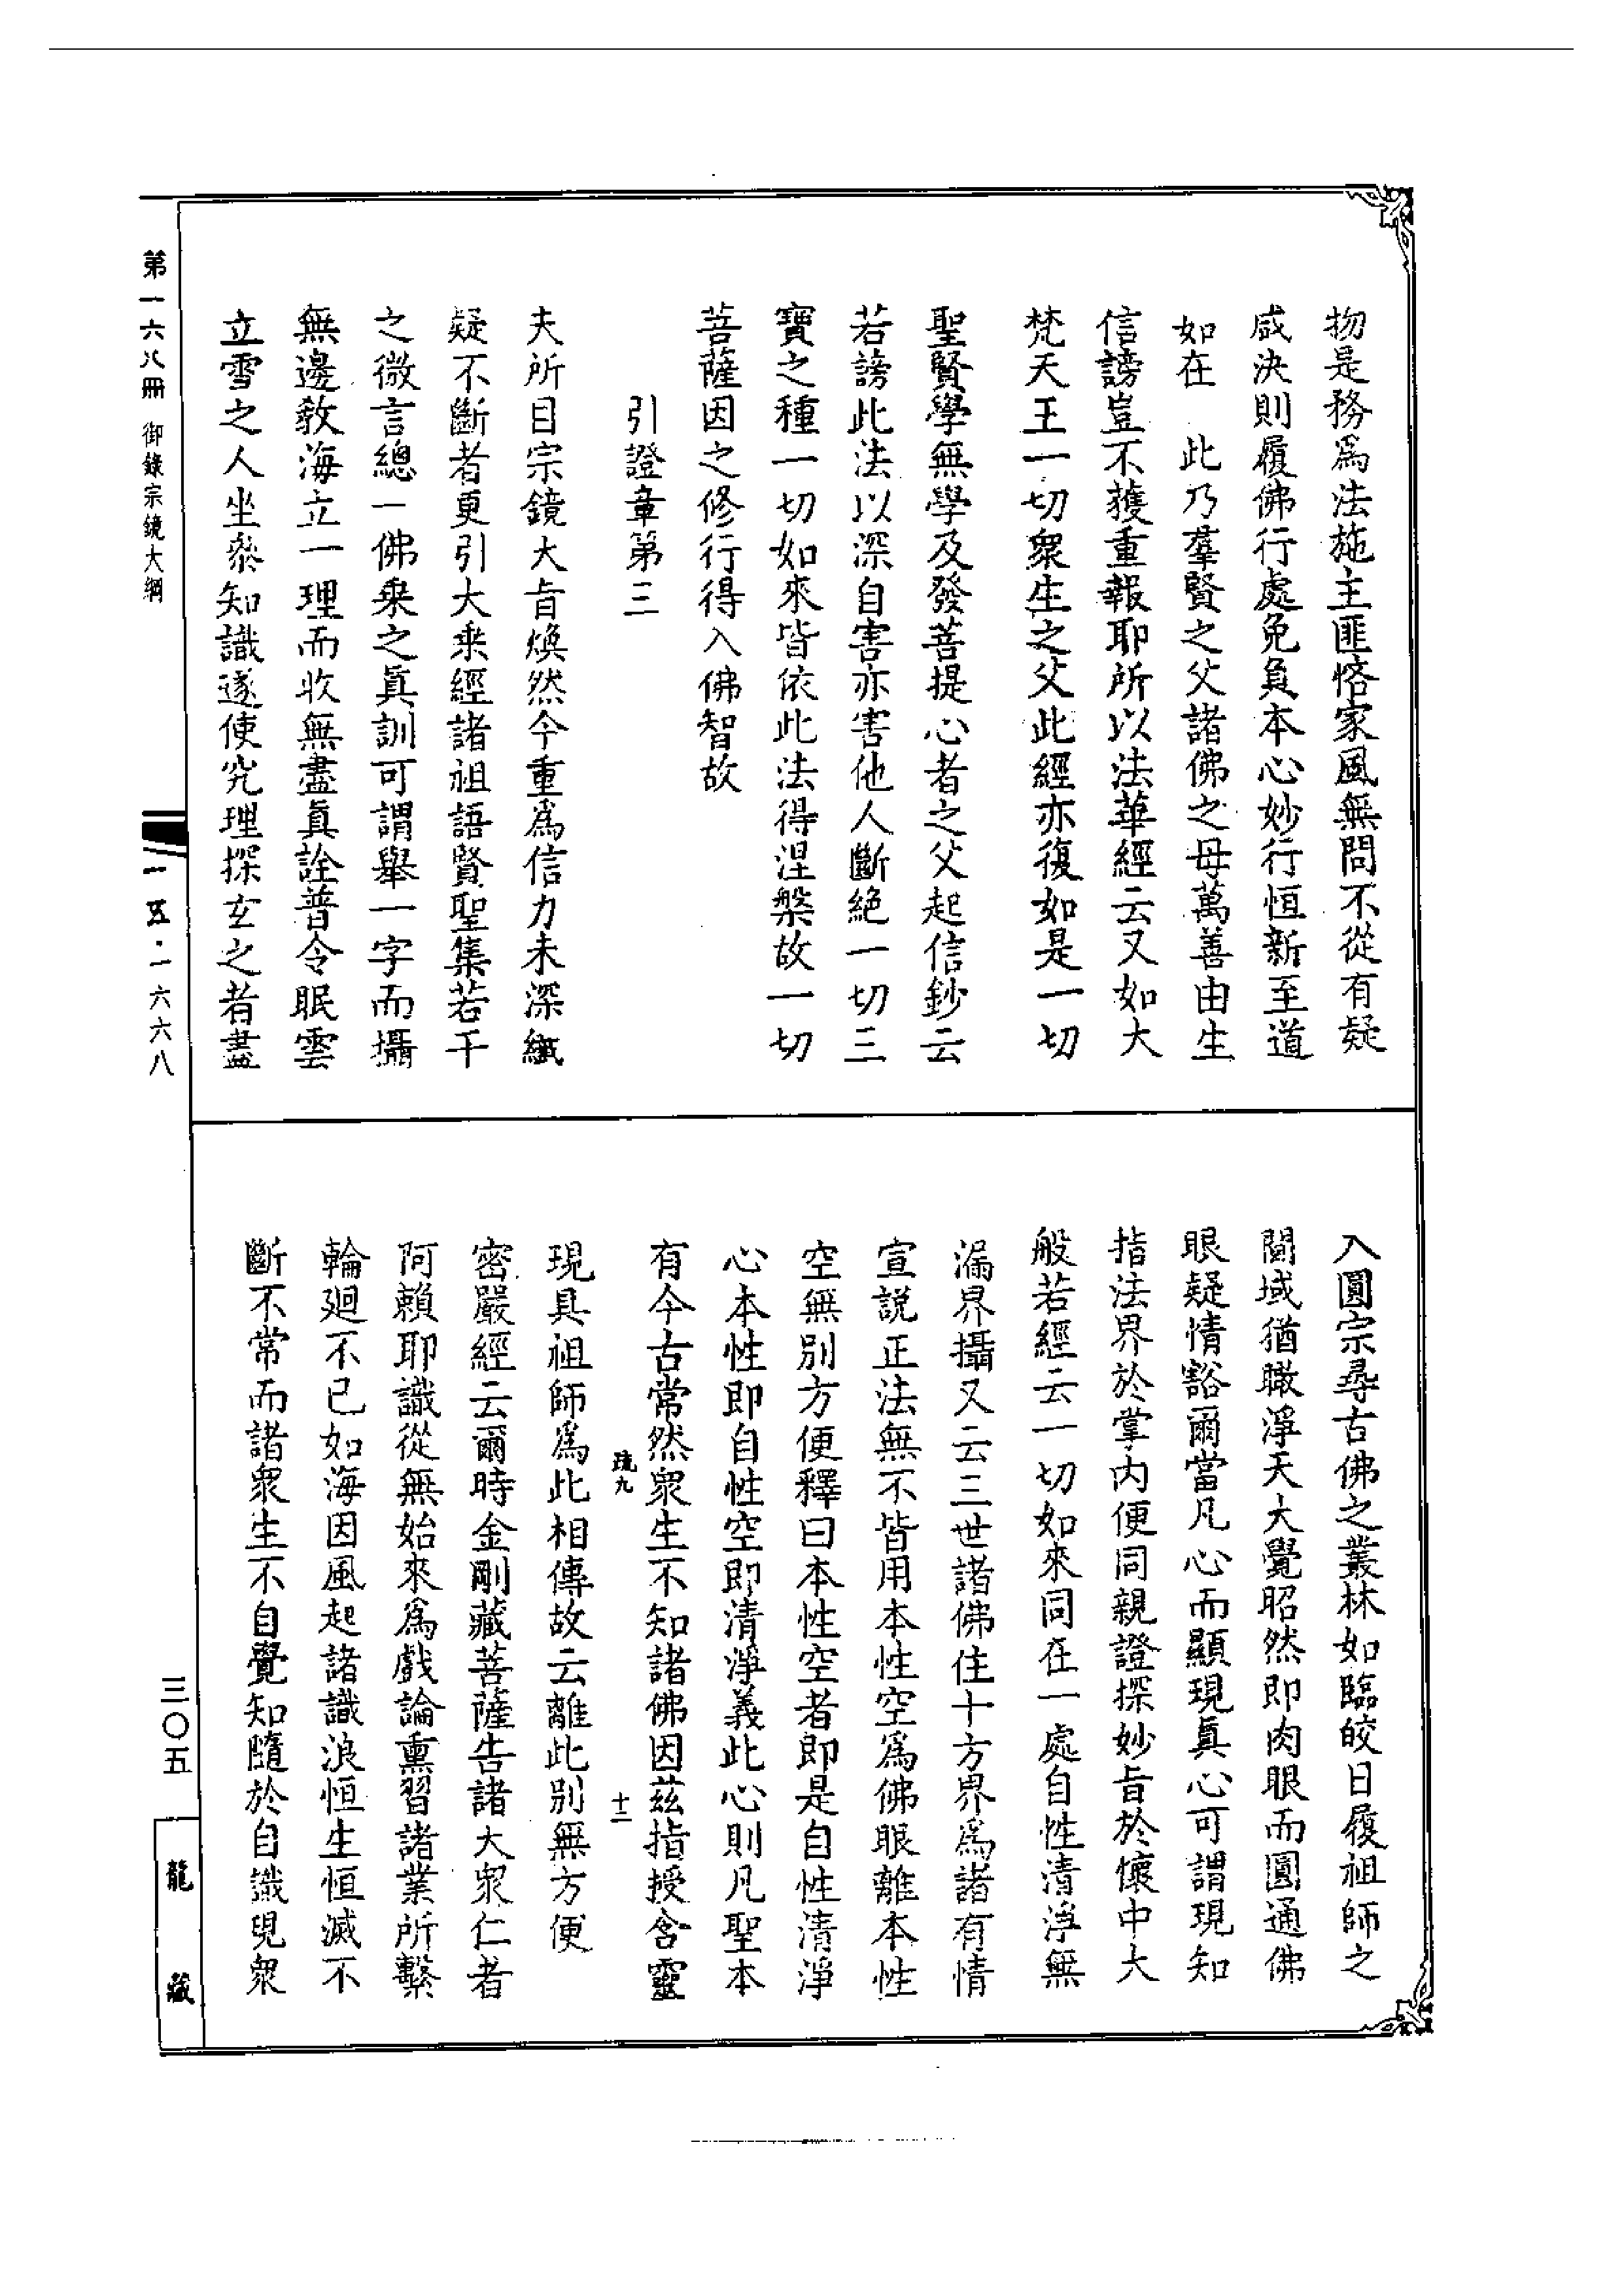 物是務爲法施主匪悋家風無問不從有疑
咸決則履佛行處免負本心妙行恒新至道
如在　此乃羣賢之父諸佛之母萬善由生
信謗豈不獲重報耶所以法華經云又如大
梵天王一切衆生之父此經亦復如是一切
聖賢學無學及發菩提心者之父起信鈔云
若謗此法以深自害亦害他人斷絶一切三
寶之種一切如來皆依此法得涅槃故一切
菩薩因之修行得入佛智故
引證章第三
夫所目宗鏡大旨煥然今重爲信力未深纖
疑不斷者更引大乗經諸祖語賢聖集若干
之微言總一佛乗之眞訓可謂舉一字而攝
無邊敎海立一理而收無盡眞詮普令眠雲
立雪之人坐叅知識遂使究理探玄之者盡
入圓宗尋古佛之叢林如臨皎日履祖師之
閫域猶瞰淨天大覺昭然即肉眼而圓通佛
眼疑情豁爾當凡心而顯現眞心可謂現知
指法界於掌內便同親證探妙旨於懷中大
般若經云一切如來同在一處自性清淨無
漏界攝又云三世諸佛住十方界爲諸有情
宣說正法無不皆用本性空爲佛眼離本性
空無別方便釋曰本性空者即是自性清淨
心本性即自性空即清淨義此心則凡聖本
有今古常然衆生不知諸佛因茲指授含靈
疏九
十二
現具祖師爲此相傳故云離此別無方便
密嚴經云爾時金剛藏菩薩告諸大衆仁者
阿賴耶識從無始來爲戲論熏習諸業所繫
輪廻不已如海因風起諸識浪恒生恒滅不
斷不常而諸衆生不自覺知隨於自識現衆
第一六八冊　御錄宗鏡大綱
一五·一六六八
三〇五
龍藏